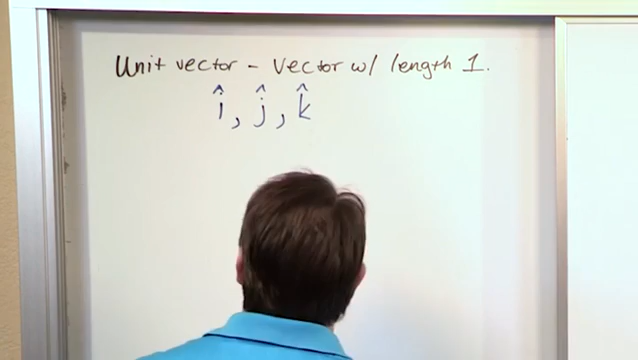 Unit vector - Vector w/ length 1.
î, ĵ, k̂